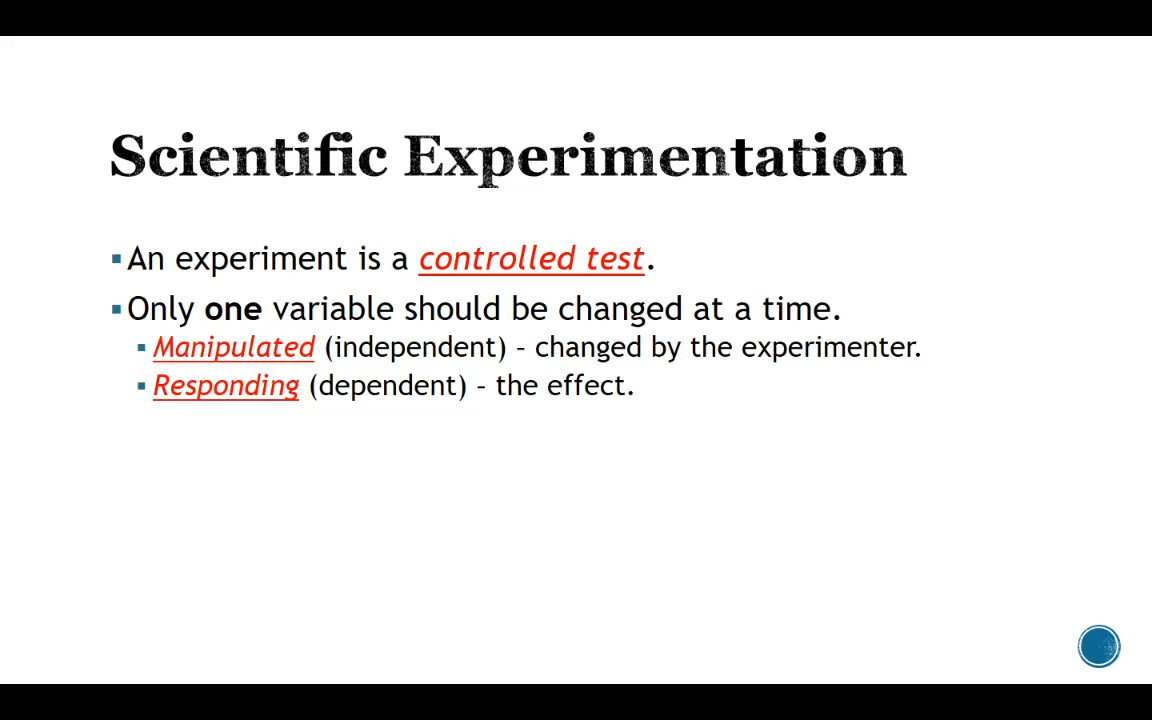 Scientific Experimentation
▪An experiment is a controlled test.
▪Only one variable should be changed at a time.
▪Manipulated (independent) – changed by the experimenter.
▪Responding (dependent) – the effect.